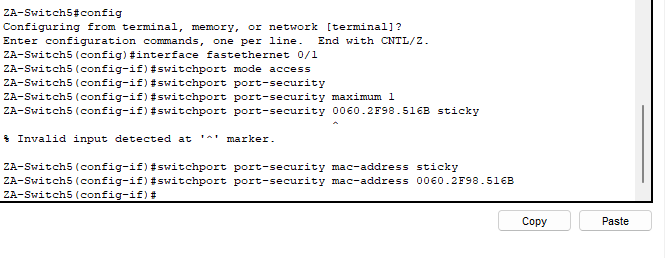 ZA-Switch5#config
Configuring from terminal, memory, or network [terminal]?
Enter configuration commands, one per line.  End with CNTL/Z.
ZA-Switch5(config)#interface fastethernet 0/1
ZA-Switch5(config-if)#switchport mode access
ZA-Switch5(config-if)#switchport port-security
ZA-Switch5(config-if)#switchport port-security maximum 1
ZA-Switch5(config-if)#switchport port-security 0060.2F98.516B sticky
^
% Invalid input detected at '^' marker.
ZA-Switch5(config-if)#switchport port-security mac-address sticky
ZA-Switch5(config-if)#switchport port-security mac-address 0060.2F98.516B
ZA-Switch5(config-if)#
Copy Paste